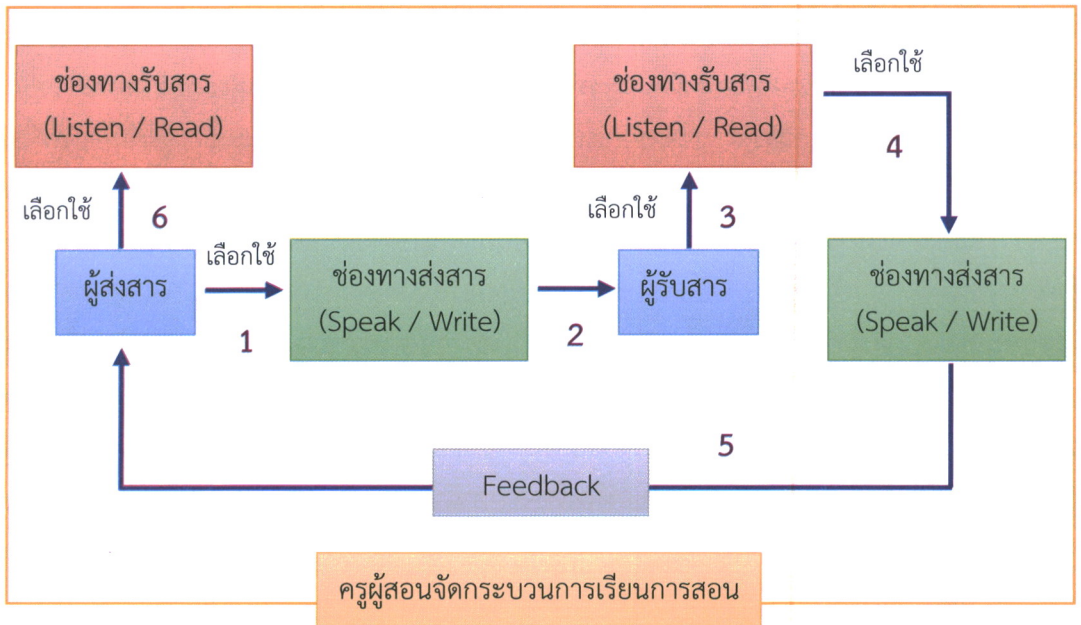 ช่องทางรับสาร
(Listen / Read)
ช่องทางรับสาร
(Listen / Read)
เลือกใช้
4
เลือกใช้
6
เลือกใช้
3
ผู้ส่งสาร
เลือกใช้
1
ช่องทางส่งสาร
(Speak / Write)
2
ผู้รับสาร
ช่องทางส่งสาร
(Speak / Write)
5
Feedback
ครูผู้สอนจัดกระบวนการเรียนการสอน